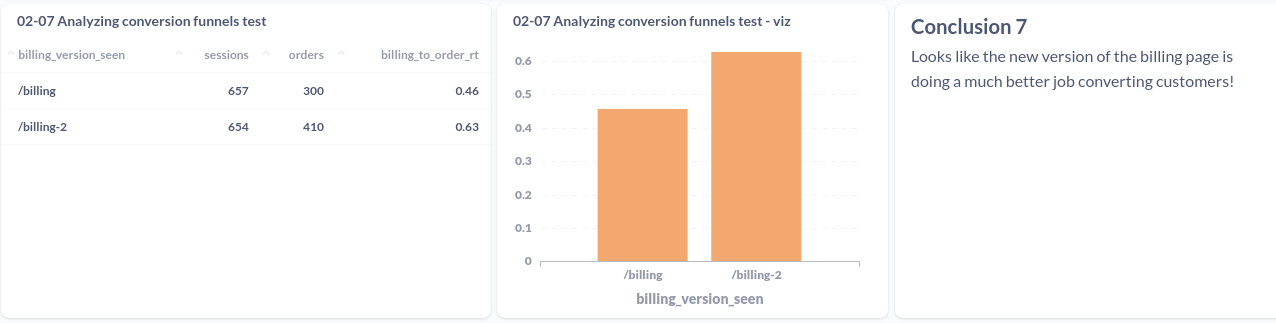 02-07 Analyzing conversion funnels test
billing_version_seen sessions orders billing_to_order_rt
/billing 657 300 0.46
/billing-2 654 410 0.63
02-07 Analyzing conversion funnels test - viz
0.6
0.5
0.4
0.3
0.2
0.1
0
/billing /billing-2
billing_version_seen
Conclusion 7
Looks like the new version of the billing page is
doing a much better job converting customers!